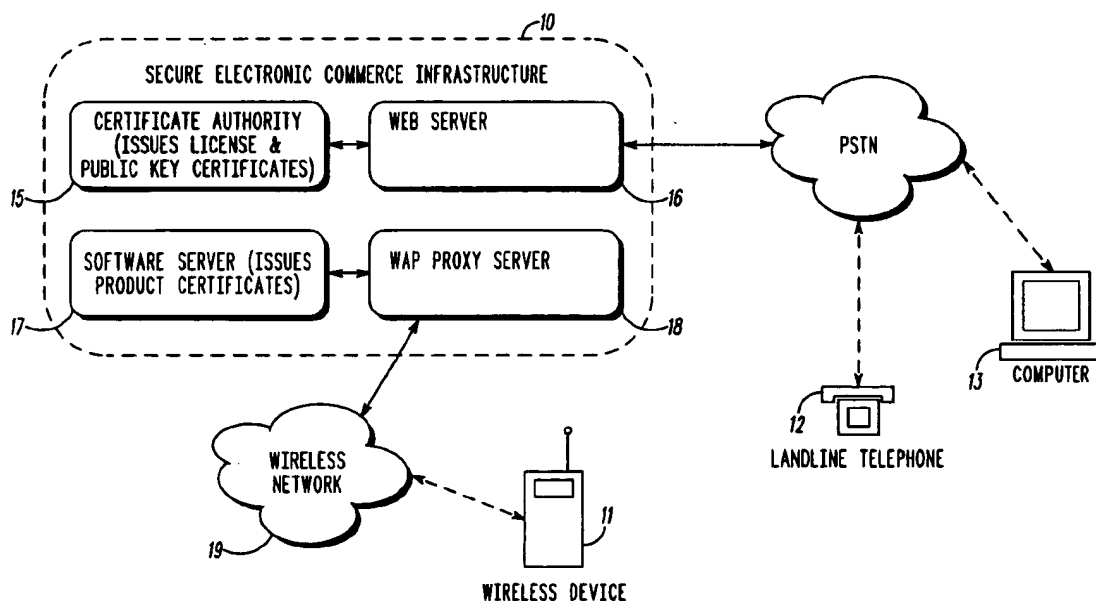 10
SECURE ELECTRONIC COMMERCE INFRASTRUCTURE
CERTIFICATE AUTHORITY
(ISSUES LICENSE &
PUBLIC KEY CERTIFICATES)
15
WEB SERVER
16
PSTN
SOFTWARE SERVER (ISSUES
PRODUCT CERTIFICATES)
17
WAP PROXY SERVER
18
13
COMPUTER
12
LANDLINE TELEPHONE
WIRELESS
NETWORK
19
11
WIRELESS DEVICE